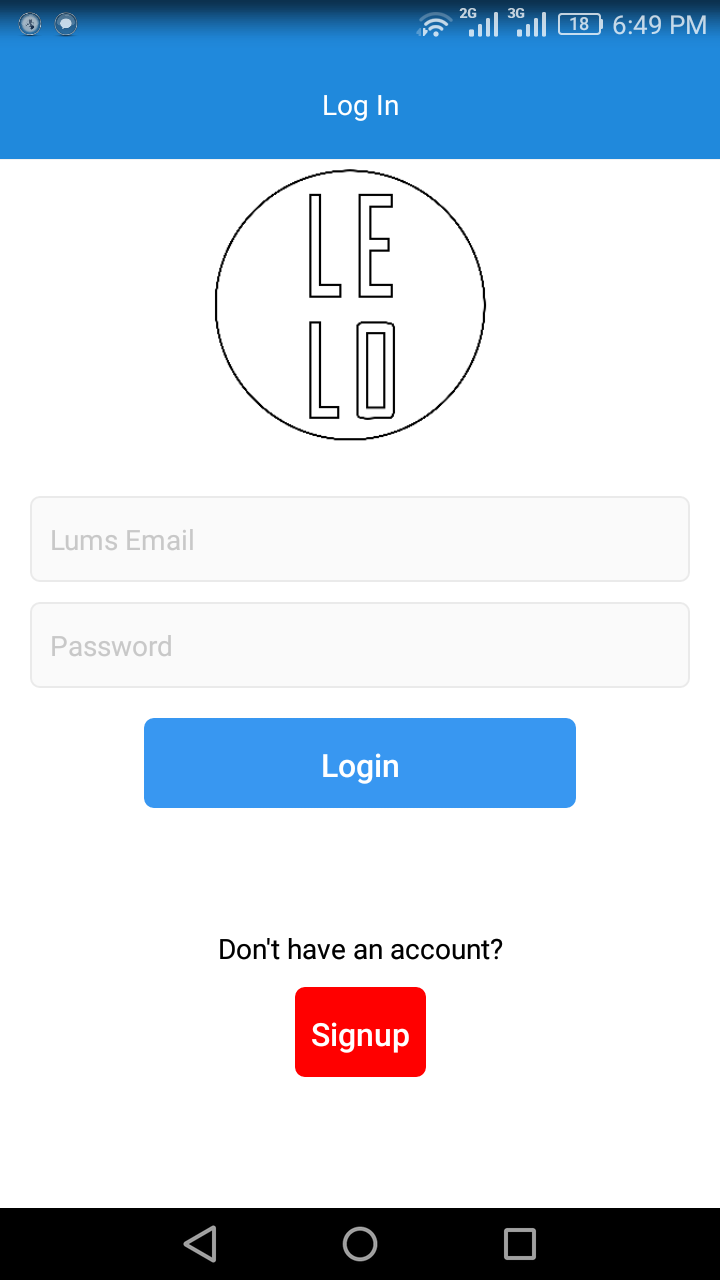 2G 3G 18 6:49 PM
Log In
LE
LO
Lums Email
Password
Login
Don't have an account?
Signup